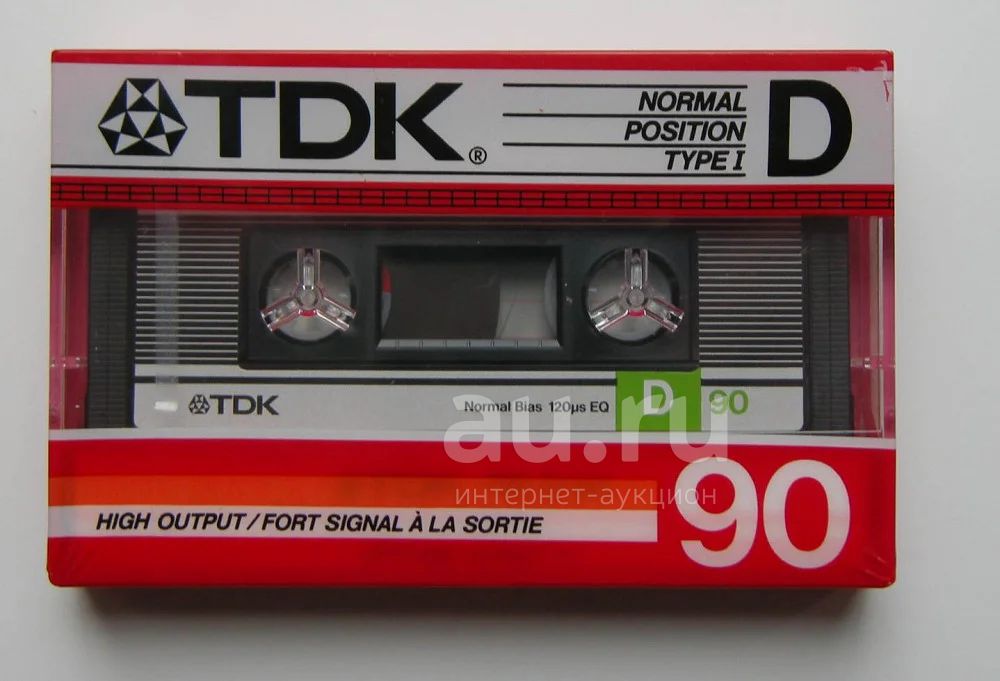 TDK®
NORMAL
POSITION
TYPE I
D
TDK
Normal Bias 120µs EQ
D
90
au.ru
интернет-аукцион
HIGH OUTPUT/FORT SIGNAL À LA SORTIE
90